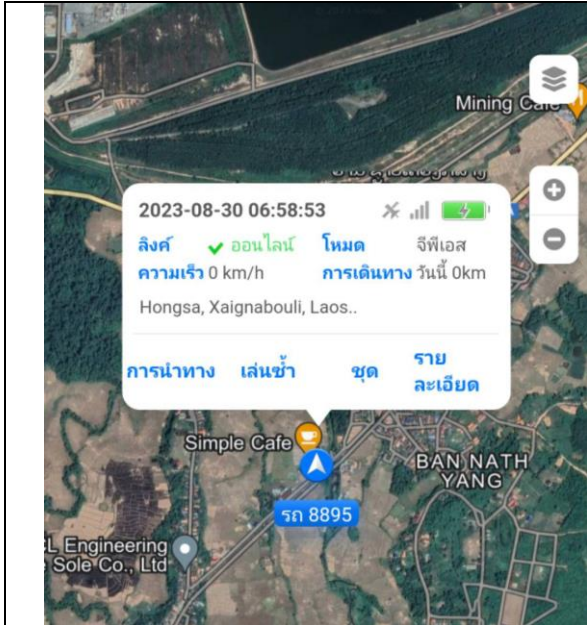 Mining Cafe
2023-08-30 06:58:53
ลิงค์ ออนไลน์ โหมด จีพีเอส
ความเร็ว 0 km/h การเดินทาง วันนี้ 0km
Hongsa, Xaignabouli, Laos..
การนำทาง เล่นซ้ำ ชุด ราย
ละเอียด
Simple Cafe
BAN NATH
YANG
รถ 8895
L Engineering
Sole Co., Ltd